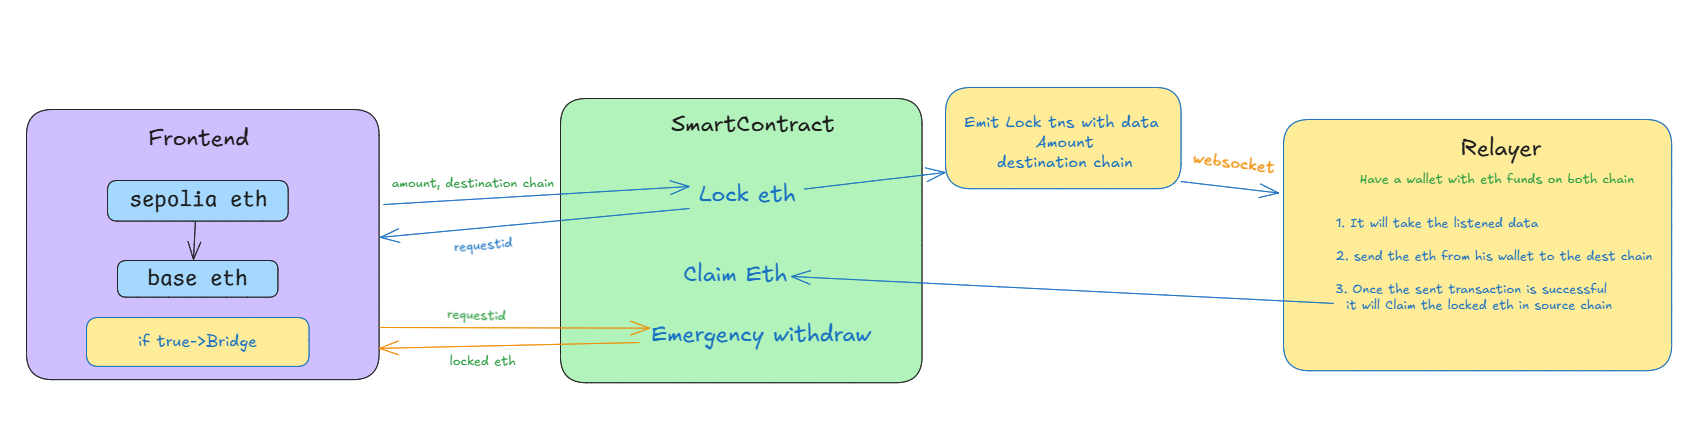 Frontend
sepolia eth
base eth
if true->Bridge
amount, destination chain
requestid
requestid
locked eth
SmartContract
Lock eth
Claim Eth
Emergency withdraw
Emit Lock tns with data
Amount
destination chain
websocket
Relayer
Have a wallet with eth funds on both chain
1. It will take the listened data
2. send the eth from his wallet to the dest chain
3. Once the sent transaction is successful
it will Claim the locked eth in source chain